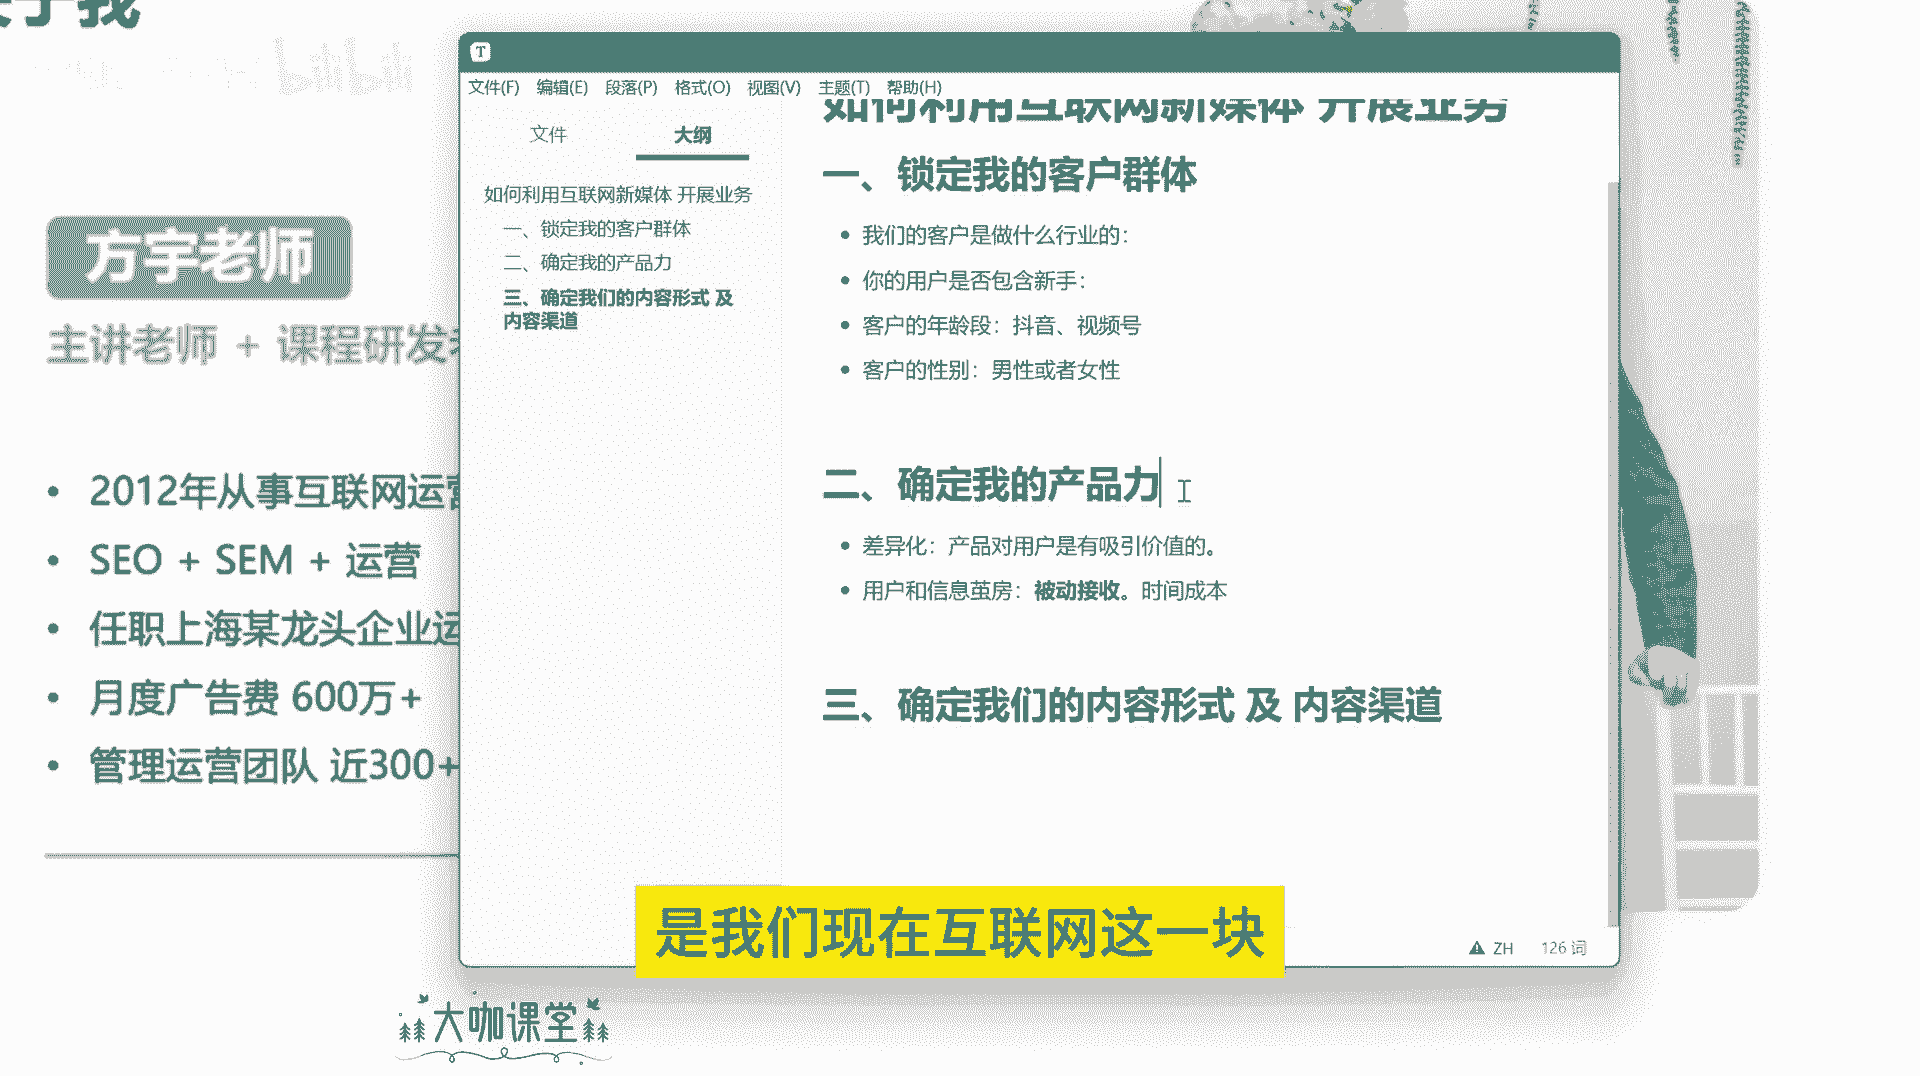 关于我
bilibili
方宇老师
主讲老师 + 课程研发
• 2012年从事互联网运营
• SEO + SEM + 运营
• 任职上海某龙头企业运
• 月度广告费 600万+
• 管理运营团队 近300+
T
文件(F) 编辑(E) 段落(P) 格式(O) 视图(V) 主题(T) 帮助(H)
文件 大纲
如何利用互联网新媒体 开展业务
一、锁定我的客户群体
二、确定我的产品力
三、确定我们的内容形式 及
内容渠道
如何利用互联网新媒体 开展业务
一、锁定我的客户群体
• 我们的客户是做什么行业的：
• 你的用户是否包含新手：
• 客户的年龄段：抖音、视频号
• 客户的性别：男性或者女性
二、确定我的产品力
• 差异化：产品对用户是有吸引价值的。
• 用户和信息茧房：被动接收。时间成本
三、确定我们的内容形式 及 内容渠道
ZH 126 词
是我们现在互联网这一块
大咖课堂